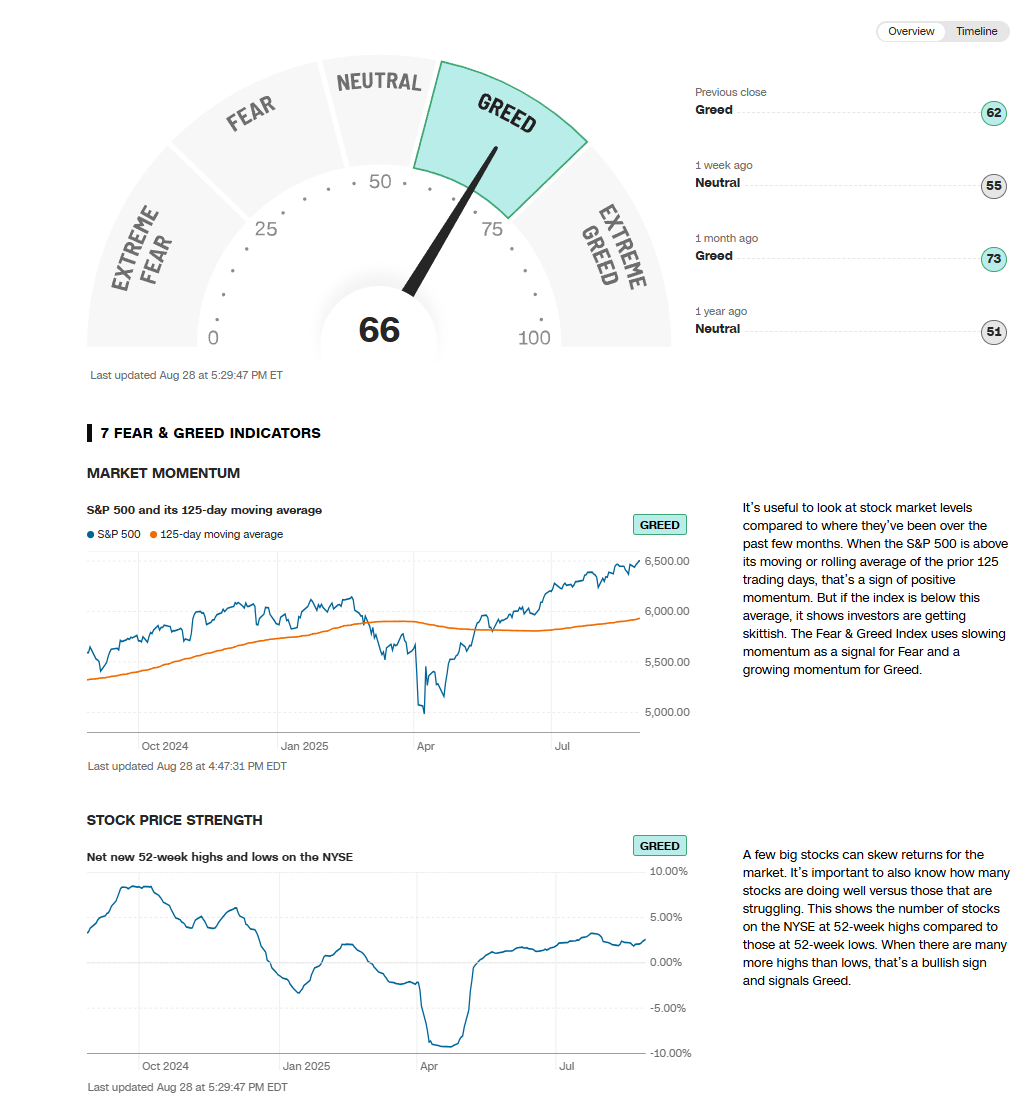 Overview Timeline
EXTREME
FEAR
FEAR
NEUTRAL
GREED
EXTREME
GREED
0
25
50
75
100
66
Last updated Aug 28 at 5:29:47 PM ET
Previous close
Greed 62
1 week ago
Neutral 55
1 month ago
Greed 73
1 year ago
Neutral 51
7 FEAR & GREED INDICATORS
MARKET MOMENTUM
S&P 500 and its 125-day moving average
GREED
S&P 500 125-day moving average
6,500.00
6,000.00
5,500.00
5,000.00
Oct 2024 Jan 2025 Apr Jul
Last updated Aug 28 at 4:47:31 PM EDT
It's useful to look at stock market levels
compared to where they've been over the
past few months. When the S&P 500 is above
its moving or rolling average of the prior 125
trading days, that's a sign of positive
momentum. But if the index is below this
average, it shows investors are getting
skittish. The Fear & Greed Index uses slowing
momentum as a signal for Fear and a
growing momentum for Greed.
STOCK PRICE STRENGTH
Net new 52-week highs and lows on the NYSE
GREED
10.00%
5.00%
0.00%
-5.00%
-10.00%
Oct 2024 Jan 2025 Apr Jul
Last updated Aug 28 at 5:29:47 PM EDT
A few big stocks can skew returns for the
market. It's important to also know how many
stocks are doing well versus those that are
struggling. This shows the number of stocks
on the NYSE at 52-week highs compared to
those at 52-week lows. When there are many
more highs than lows, that's a bullish sign
and signals Greed.